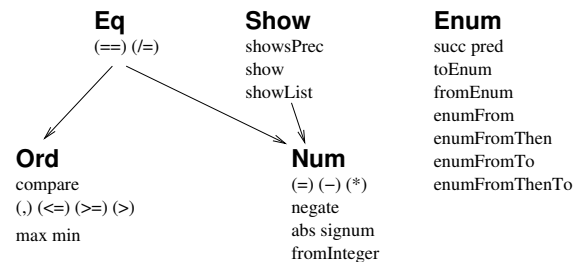 Eq
(==) (/=)
Show
showsPrec
show
showList
Enum
succ pred
toEnum
fromEnum
enumFrom
enumFromThen
enumFromTo
enumFromThenTo
Ord
compare
(,) (<=) (>=) (>)
max min
Num
(=) (−) (*)
negate
abs signum
fromInteger